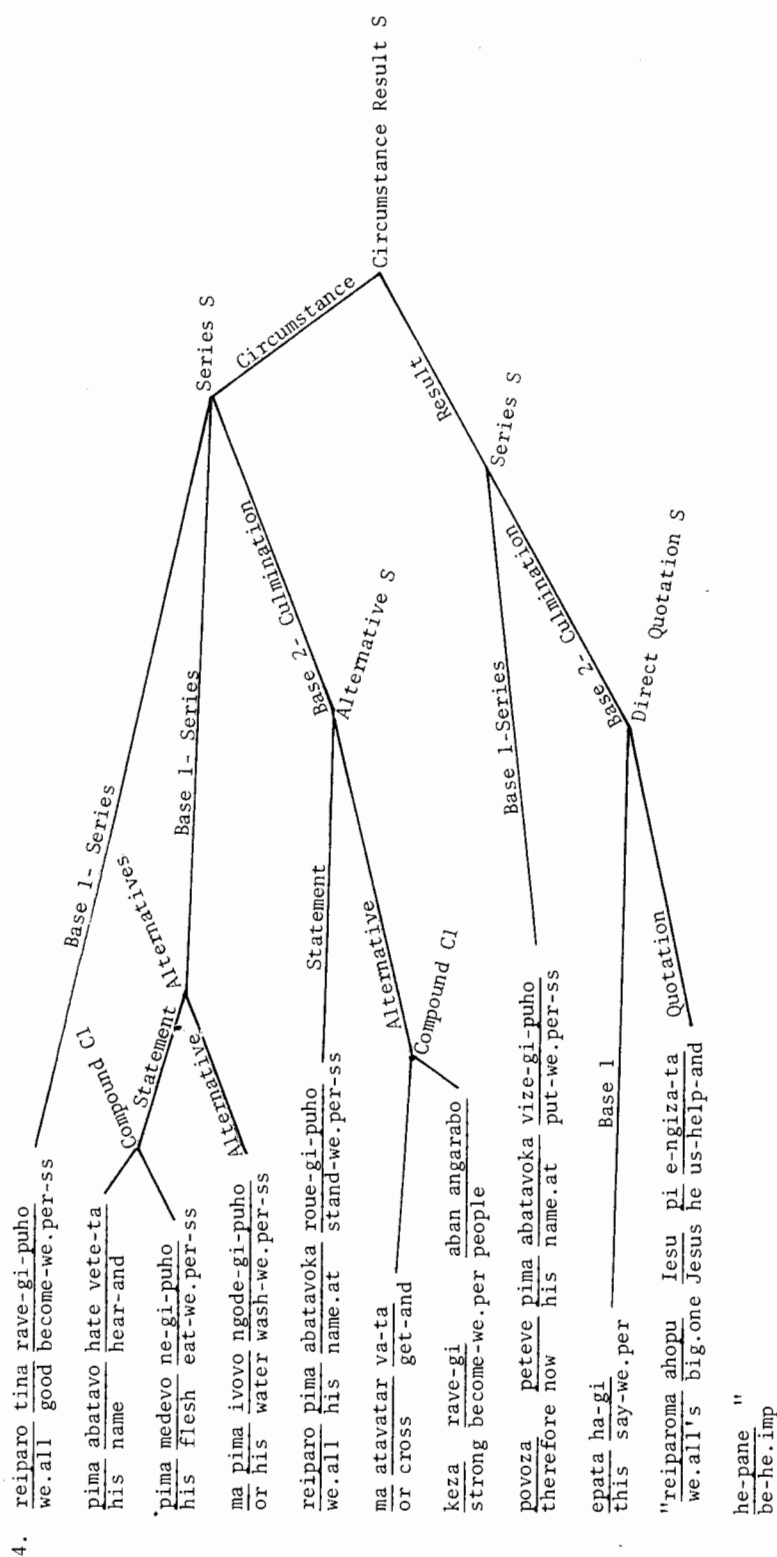 4.
reiparo tina rave-gi-puho
we.all good become-we.per-ss
pima abatavo hate vete-ta
his name hear-and
pima medevo ne-gi-puho
his flesh eat-we.per-ss
ma pima ivovo ngode-gi-puho
or his water wash-we.per-ss
reiparo pima abatavoka roue-gi-puho
we.all his name.at stand-we.per-ss
ma atavatar va-ta
or cross get-and
keza rave-gi aban angarabo
strong become-we.per people
povoza peteve pima abatavoka vize-gi-puho
therefore now his name.at put-we.per-ss
epata ha-gi
this say-we.per
"reiparoma ahopu Iesu pi e-ngiza-ta
we.all's big.one Jesus he us-help-and
he-pane "
be-he.imp
Base 1- Series
Compound Cl
Statement
Alternative
Alternatives
Base 1- Series
Statement
Alternative
Compound Cl
Base 2- Culmination
Alternative S
Series S
Circumstance
Circumstance Result S
Result
Series S
Base 1-Series
Base 2- Culmination
Direct Quotation S
Base 1
Quotation